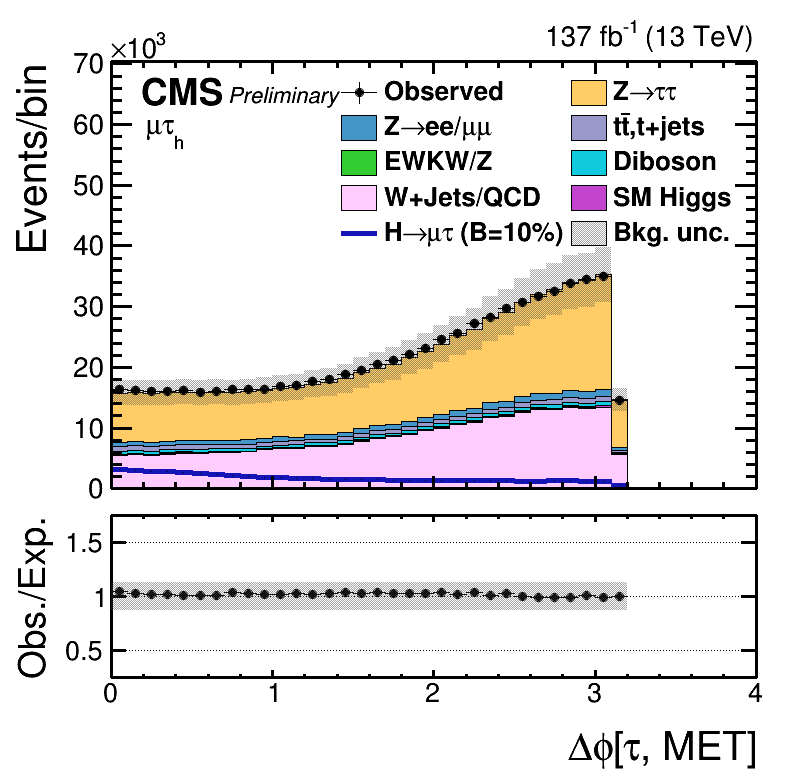 ×10³ 137 fb⁻¹ (13 TeV)
CMS Preliminary
μτₕ
Observed Z→ττ
Z→ee/μμ tt̄,t+jets
EWKW/Z Diboson
W+Jets/QCD SM Higgs
H→μτ (B=10%) Bkg. unc.
Events/bin
70
60
50
40
30
20
10
0
Obs./Exp.
1.5
1
0.5
0 1 2 3 4
Δϕ[τ, MET]